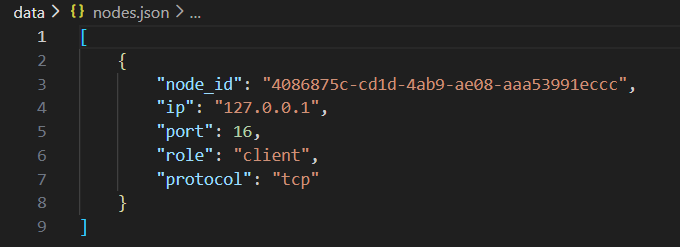 data > {} nodes.json > ...
1 [
2 {
3 "node_id": "4086875c-cd1d-4ab9-ae08-aaa53991eccc",
4 "ip": "127.0.0.1",
5 "port": 16,
6 "role": "client",
7 "protocol": "tcp"
8 }
9 ]